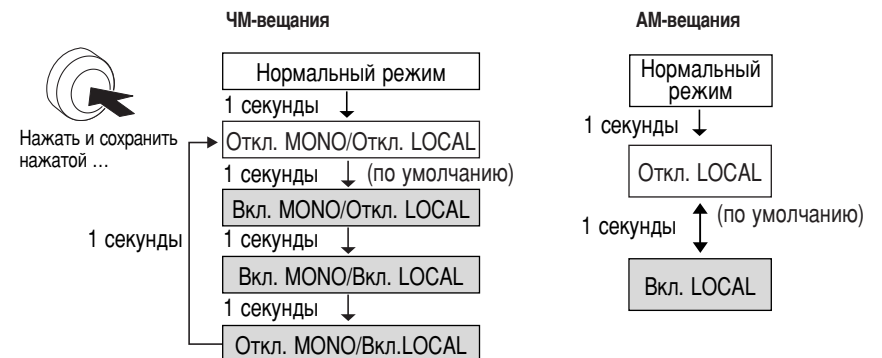 ЧМ-вещания
Нормальный режим
1 секунды
Нажать и сохранить
нажатой ...
Откл. MONO/Откл. LOCAL
1 секунды (по умолчанию)
Вкл. MONO/Откл. LOCAL
1 секунды
1 секунды
Вкл. MONO/Вкл. LOCAL
1 секунды
Откл. MONO/Вкл.LOCAL
АМ-вещания
Нормальный
режим
1 секунды
Откл. LOCAL
1 секунды (по умолчанию)
Вкл. LOCAL